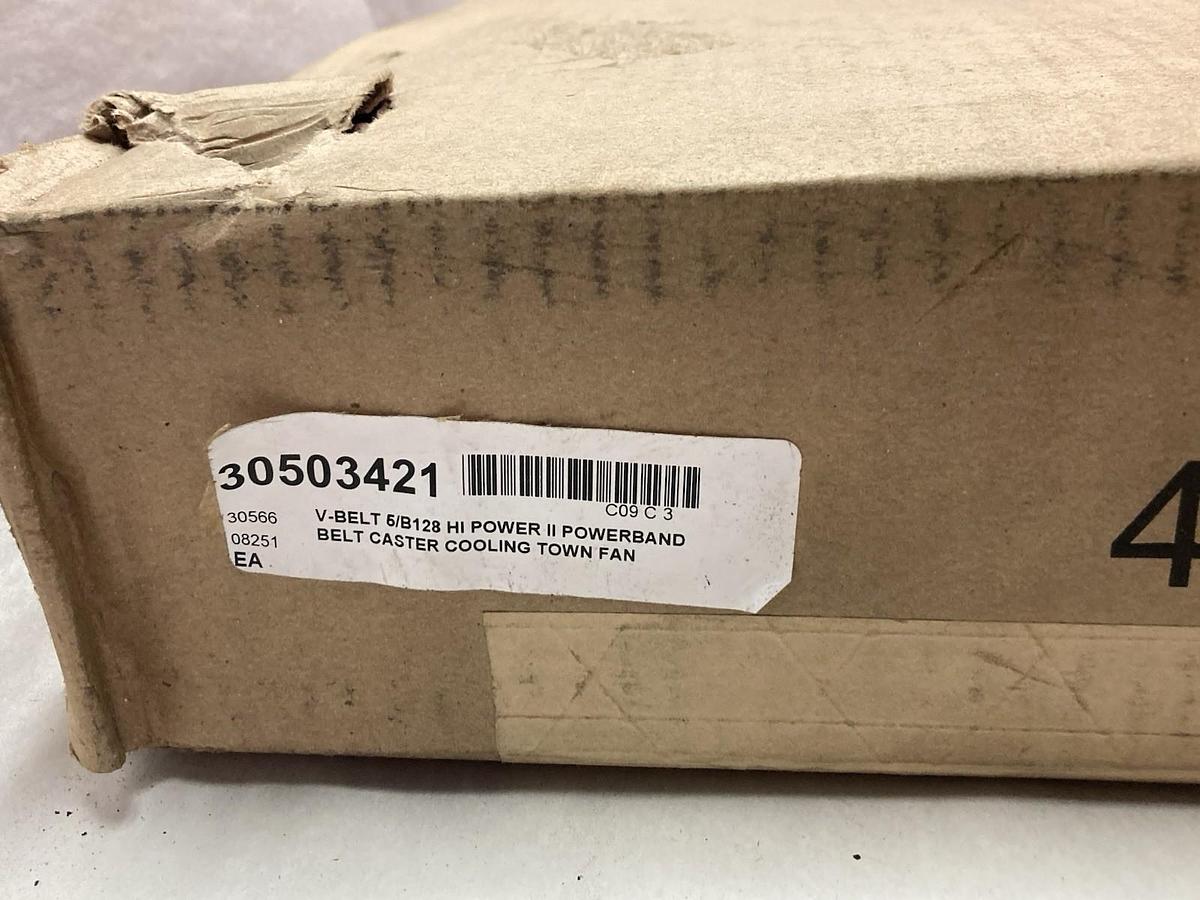 30503421
C09 C 3
30566
V-BELT 5/B128 HI POWER II POWERBAND
08251
BELT CASTER COOLING TOWN FAN
EA
4